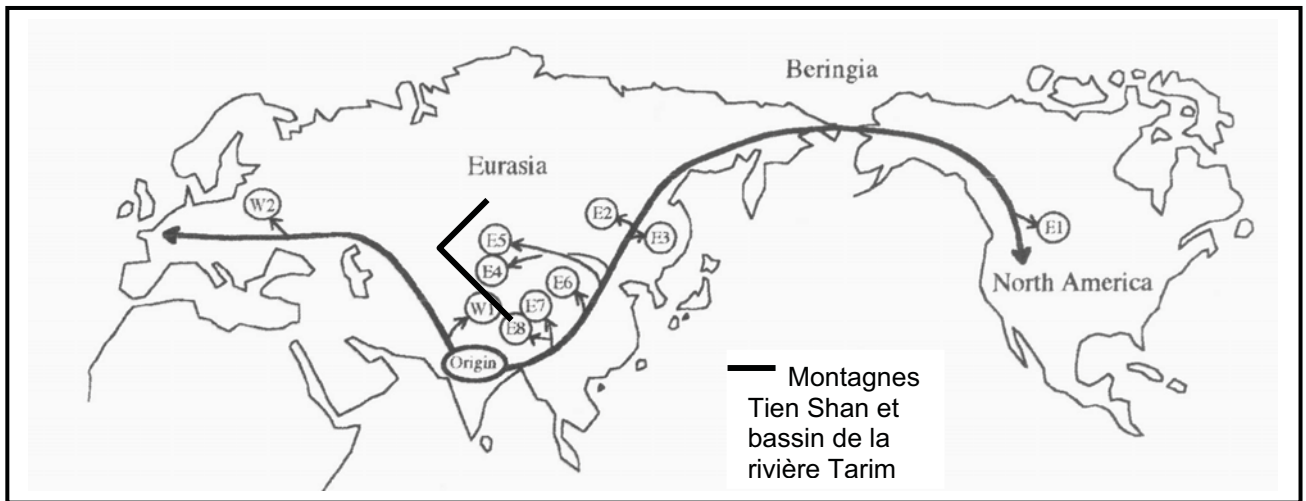 Beringia
Eurasia
W2
E2
E3
E5
E4
E1
E6
North America
W1
E7
E8
Origin
Montagnes
Tien Shan et
bassin de la
rivière Tarim